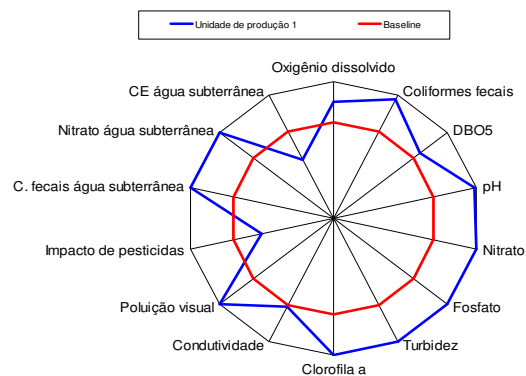 Unidade de produção 1
Baseline
Oxigênio dissolvido
Coliformes fecais
DBO5
pH
Nitrato
Fosfato
Turbidez
Clorofila a
Condutividade
Poluição visual
Impacto de pesticidas
C. fecais água subterrânea
Nitrato água subterrânea
CE água subterrânea